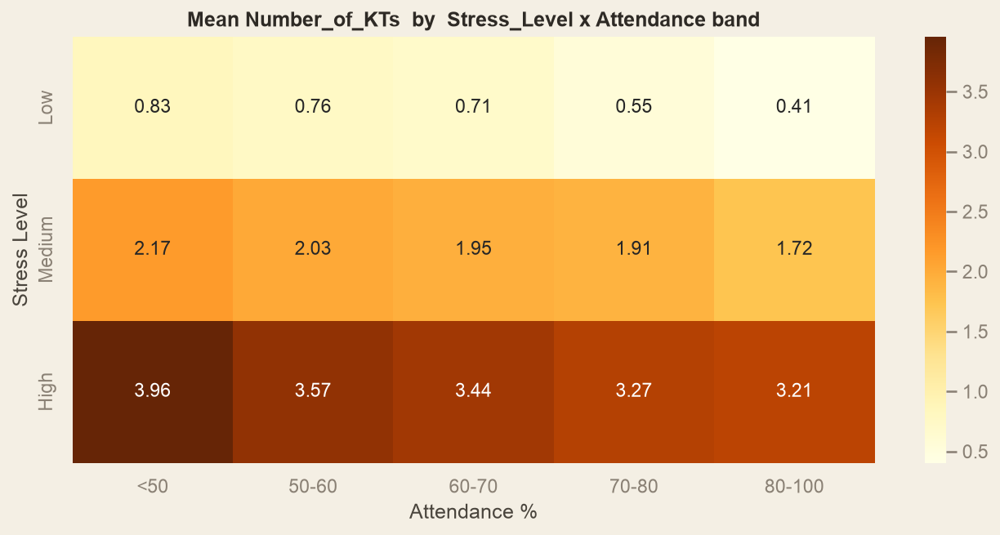 Mean Number_of_KTs  by  Stress_Level x Attendance band
Stress Level
Low
0.83 0.76 0.71 0.55 0.41
Medium
2.17 2.03 1.95 1.91 1.72
High
3.96 3.57 3.44 3.27 3.21
<50 50-60 60-70 70-80 80-100
Attendance %
3.5
3.0
2.5
2.0
1.5
1.0
0.5